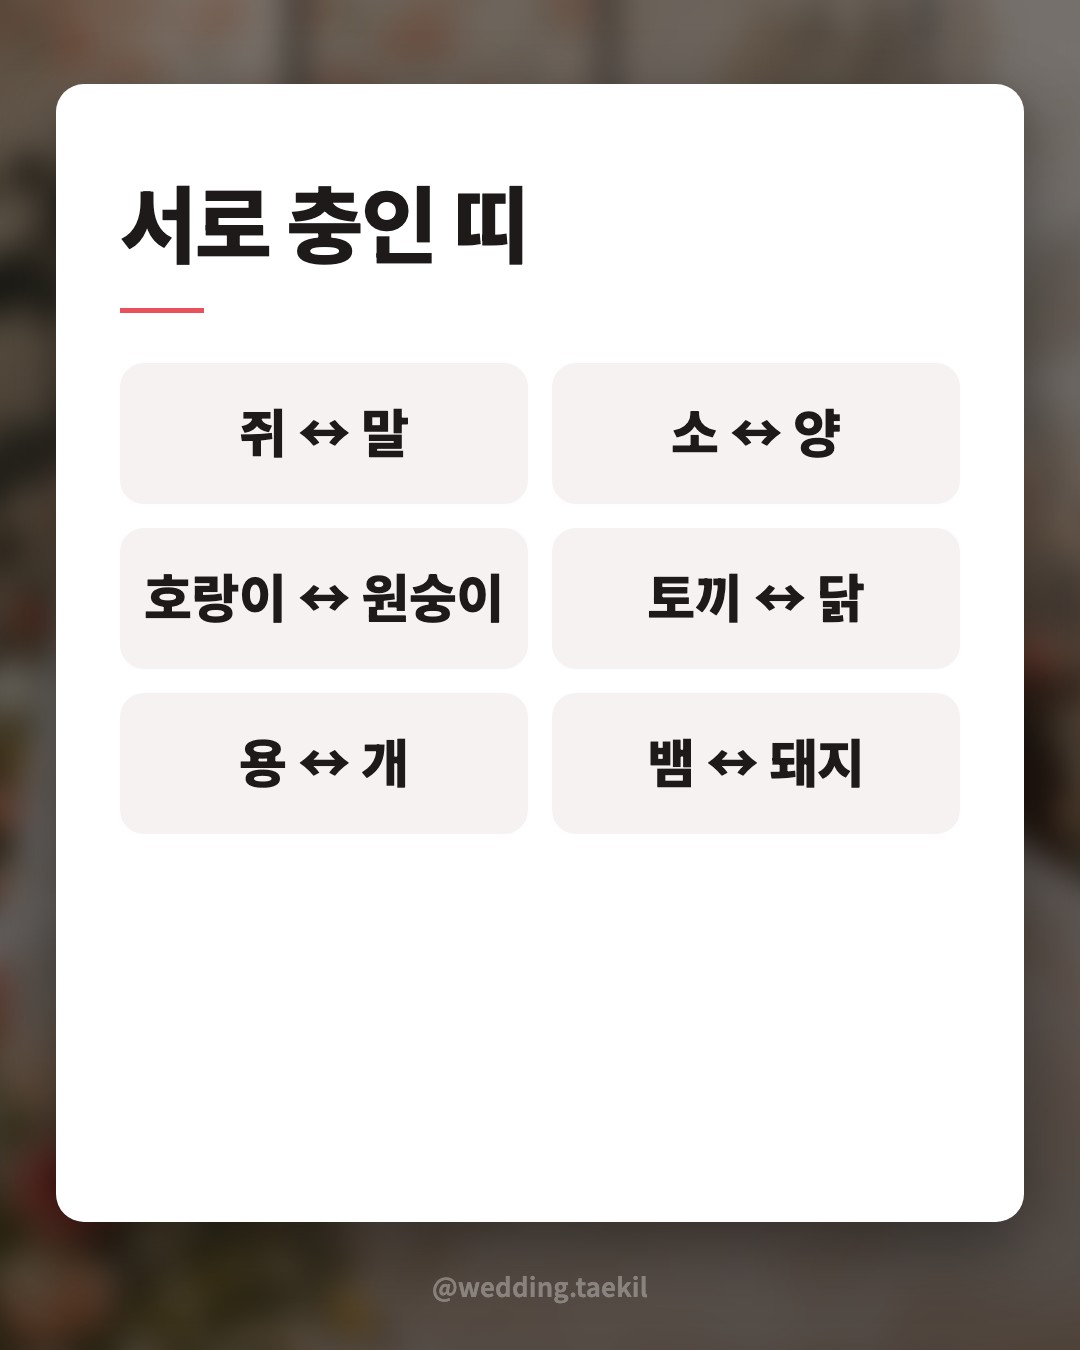 서로 충인 띠
쥐 ↔ 말
소 ↔ 양
호랑이 ↔ 원숭이
토끼 ↔ 닭
용 ↔ 개
뱀 ↔ 돼지
@wedding.taekil